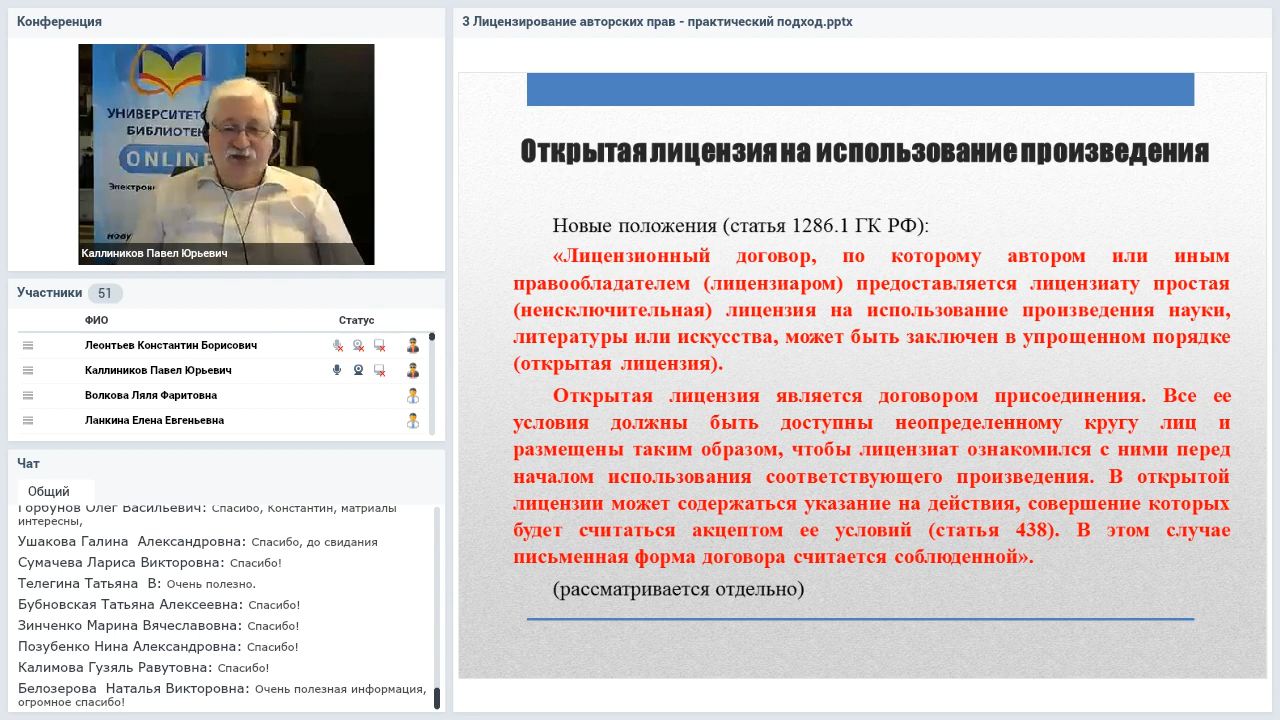 Конференция
УНИВЕРСИТЕТС
БИБЛИОТЕК
ONLINE
Электронн
нову
Каллиников Павел Юрьевич
Участники 51
ФИО Статус
Леонтьев Константин Борисович
Каллиников Павел Юрьевич
Волкова Ляля Фаритовна
Ланкина Елена Евгеньевна
Чат
Общий
Горбунов Олег Васильевич: Спасибо, Константин, матриалы
интересны,
Ушакова Галина Александровна: Спасибо, до свидания
Сумачева Лариса Викторовна: Спасибо!
Телегина Татьяна В: Очень полезно.
Бубновская Татьяна Алексеевна: Спасибо!
Зинченко Марина Вячеславовна: Спасибо!
Позубенко Нина Александровна: Спасибо!
Калимова Гузяль Равутовна: Спасибо!
Белозерова Наталья Викторовна: Очень полезная информация,
огромное спасибо!
3 Лицензирование авторских прав - практический подход.pptx
Открытая лицензия на использование произведения
Новые положения (статья 1286.1 ГК РФ):
«Лицензионный договор, по которому автором или иным
правообладателем (лицензиаром) предоставляется лицензиату простая
(неисключительная) лицензия на использование произведения науки,
литературы или искусства, может быть заключен в упрощенном порядке
(открытая лицензия).
Открытая лицензия является договором присоединения. Все ее
условия должны быть доступны неопределенному кругу лиц и
размещены таким образом, чтобы лицензиат ознакомился с ними перед
началом использования соответствующего произведения. В открытой
лицензии может содержаться указание на действия, совершение которых
будет считаться акцептом ее условий (статья 438). В этом случае
письменная форма договора считается соблюденной».
(рассматривается отдельно)